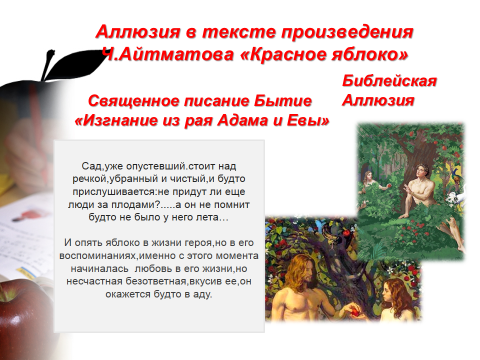 Аллюзия в тексте произведения
Ч.Айтматова «Красное яблоко»
Библейская
Аллюзия
Священное писание Бытие
«Изгнание из рая Адама и Евы»
Сад,уже опустевший.стоит над
речкой,убранный и чистый,и будто
прислушивается:не придут ли еще
люди за плодами?.....а он не помнит
будто не было у него лета…
И опять яблоко в жизни героя,но в его
воспоминаниях,именно с этого момента
начиналась любовь в его жизни,но
несчастная безответная,вкусив ее,он
окажется будто в аду.